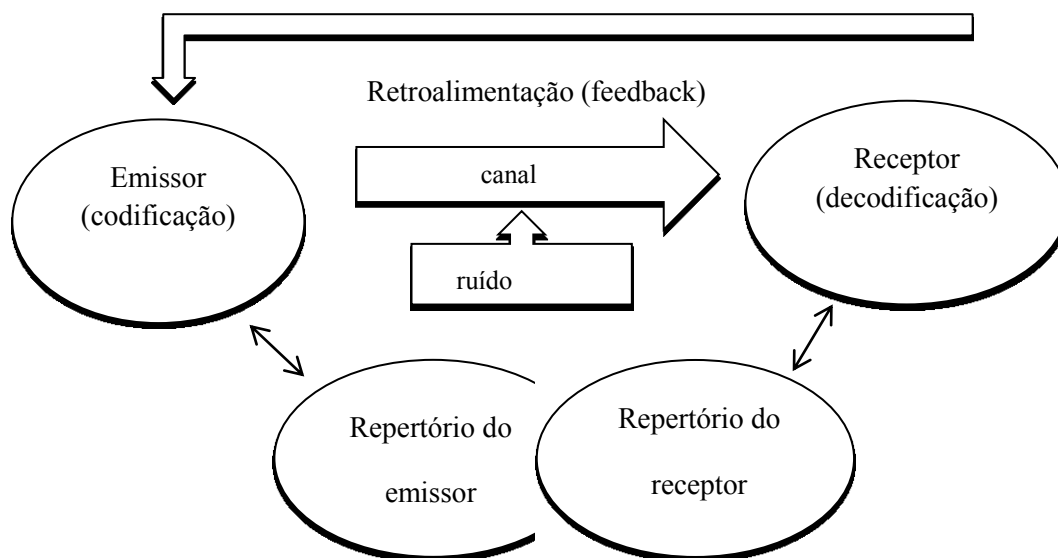 Retroalimentação (feedback)
Emissor
(codificação)
canal
Receptor
(decodificação)
ruído
Repertório do
emissor
Repertório do
receptor